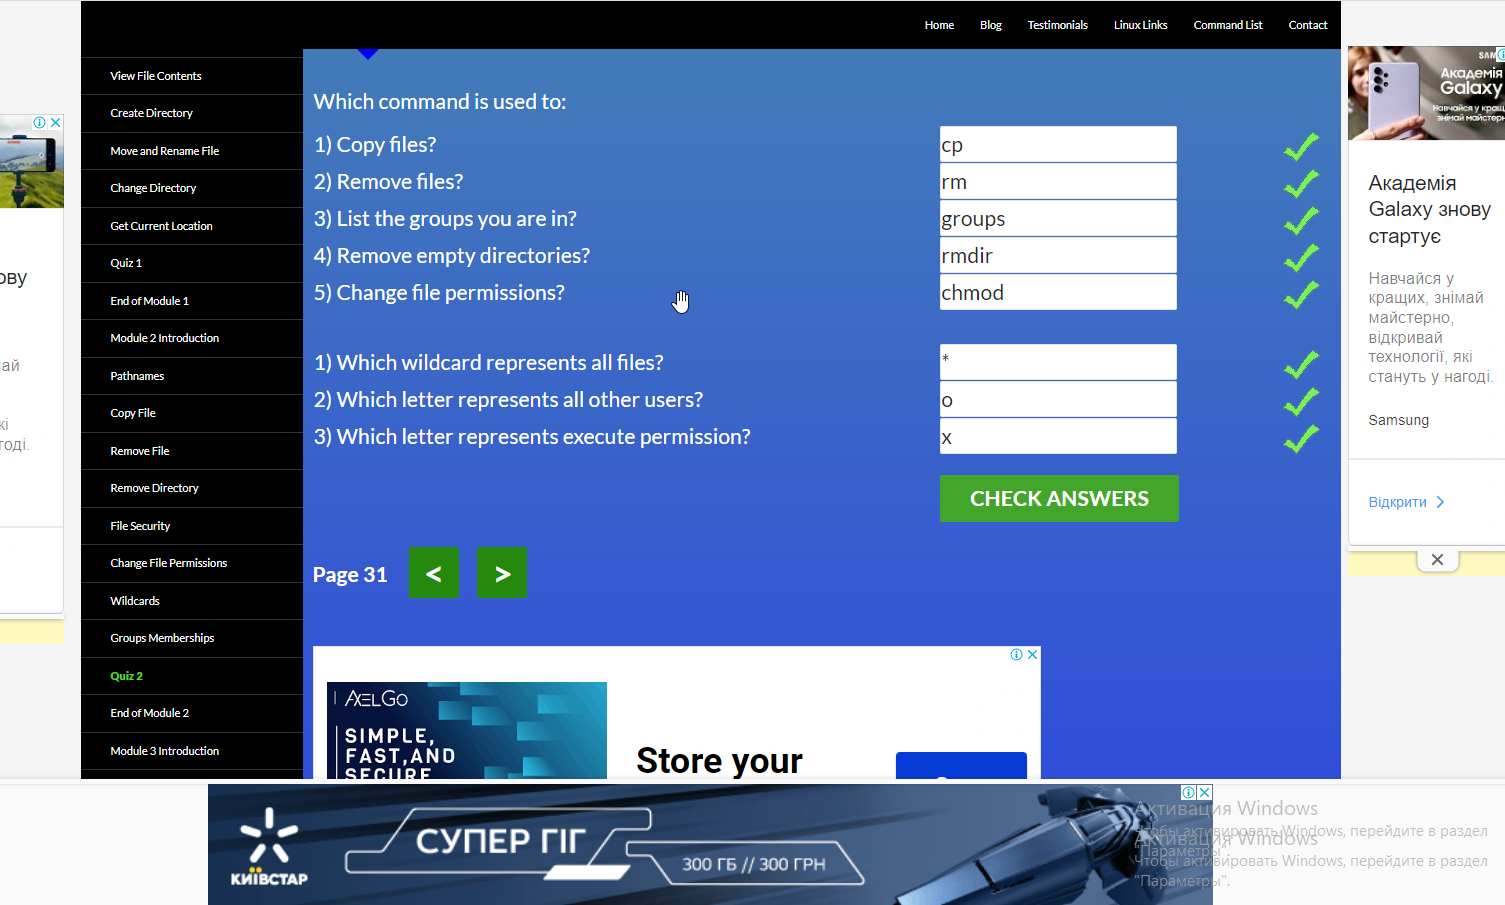 Home Blog Testimonials Linux Links Command List Contact
View File Contents
Create Directory
Move and Rename File
Change Directory
Get Current Location
Quiz 1
End of Module 1
Module 2 Introduction
Pathnames
Copy File
Remove File
Remove Directory
File Security
Change File Permissions
Wildcards
Groups Memberships
Quiz 2
End of Module 2
Module 3 Introduction
Which command is used to:
1) Copy files? cp
2) Remove files? rm
3) List the groups you are in? groups
4) Remove empty directories? rmdir
5) Change file permissions? chmod
1) Which wildcard represents all files? *
2) Which letter represents all other users? o
3) Which letter represents execute permission? x
CHECK ANSWERS
Page 31 < >
AXELGO
SIMPLE,
FAST,AND
SECURE
Store your
Академія
Galaxy
Навчайся у
знімай
Академія
Galaxy знову
стартує
Навчайся у
кращих, знімай
майстерно,
відкривай
технології, які
стануть у нагоді.
Samsung
Відкрити
КИЇВСТАР
СУПЕР ГІГ
300 ГБ // 300 ГРН
Активация Windows
Чтобы активировать Windows, перейдите в раздел
"Параметры".
Активация Windows
Чтобы активировать Windows, перейдите в раздел
"Параметры".